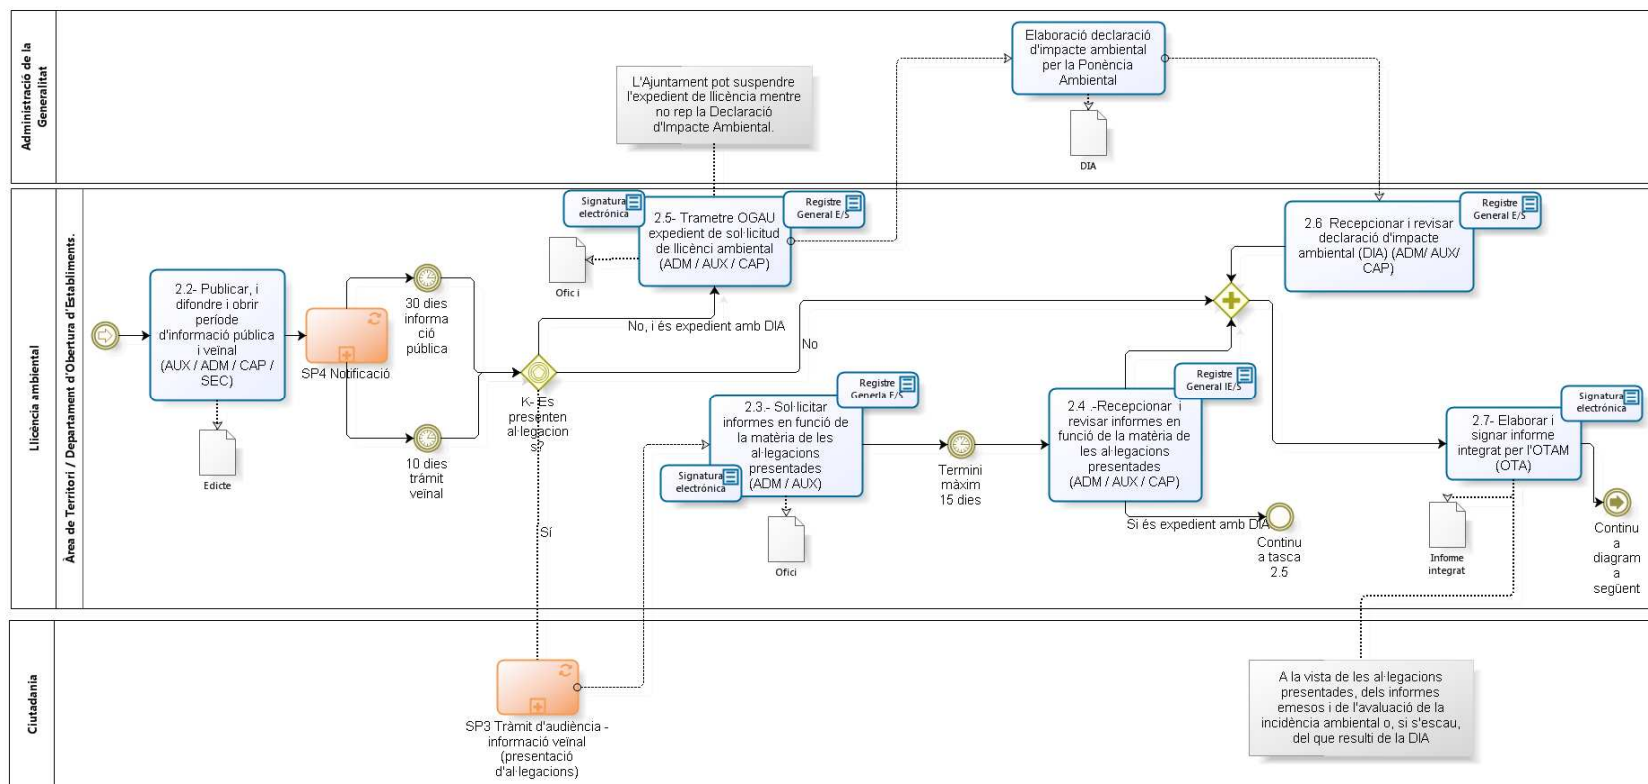 Administració de la
Generalitat
Elaboració declaració
d'impacte ambiental
per la Ponència
Ambiental
DIA
L'Ajuntament pot suspendre
l'expedient de llicència mentre
no rep la Declaració
d'Impacte Ambiental.
Llicència ambiental
Àrea de Territori / Departament d'Obertura d'Establiments.
2.2- Publicar, i
difondre i obrir
període
d'informació pública
i veïnal
(AUX / ADM / CAP /
SEC)
Edicte
SP4 Notificació
30 dies
informa
ció
pública
10 dies
tràmit
veïnal
K- Es
presenten
al·legacion
s?
Signatura
electrónica
Registre
General E/S
2.5- Trametre OGAU
expedient de sol·licitud
de llicènci ambiental
(ADM / AUX / CAP)
Ofic i
No, i és expedient amb DIA
No
Sí
Registre
Generla E/S
2.3.- Sol·licitar
informes en funció de
la matèria de les
al·legacions
presentades
(ADM / AUX)
Signatura
electrónica
Ofici
Termini
màxim
15 dies
Registre
General IE/S
2.4 .-Recepcionar i
revisar informes en
funció de la matèria de
les al·legacions
presentades
(ADM / AUX / CAP)
Si és expedient amb DIA
Continu
a tasca
2.5
Registre
General E/S
2.6 Recepcionar i revisar
declaració d'impacte
ambiental (DIA) (ADM/ AUX/
CAP)
Signatura
electrónica
2.7- Elaborar i
signar informe
integrat per l'OTAM
(OTA)
Informe
integrat
Continu
a
diagram
a
següent
Ciutadania
SP3 Tràmit d'audiència -
informació veïnal
(presentació
d'al·legacions)
A la vista de les al·legacions
presentades, dels informes
emesos i de l'avaluació de la
incidència ambiental o, si s'escau,
del que resulti de la DIA